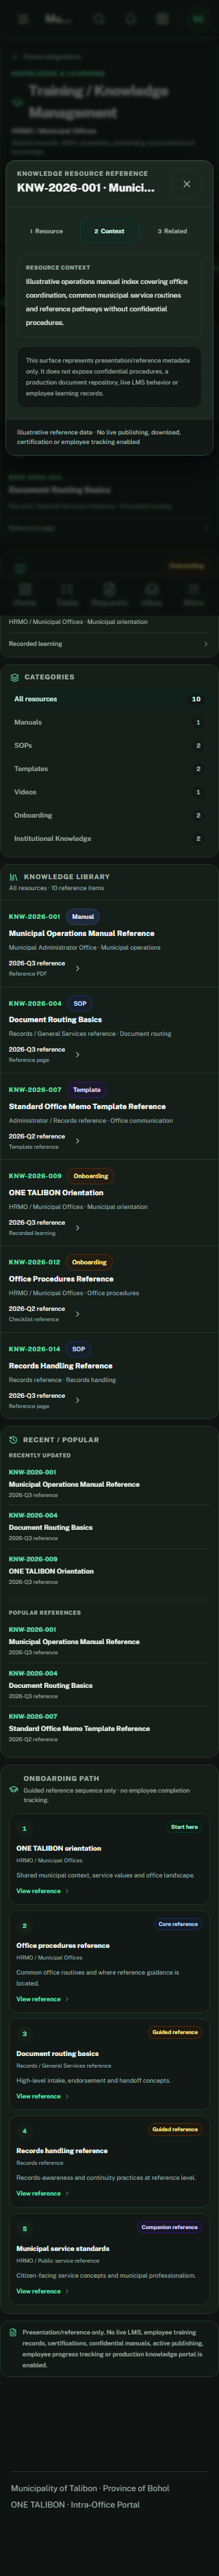 Mu...
Future Integrations
KNOWLEDGE & LEARNING
Training / Knowledge
Management
HRMO / Municipal Offices
KNOWLEDGE RESOURCE REFERENCE
KNW-2026-001 · Munici...
1 Resource
2 Context
3 Related
RESOURCE CONTEXT
Illustrative operations manual index covering office
coordination, common municipal service routines
and reference pathways without confidential
procedures.
This surface represents presentation/reference metadata
only. It does not expose confidential procedures, a
production document repository, live LMS behavior or
employee learning records.
Illustrative reference data · No live publishing, download,
certification or employee tracking enabled
KNW-2026-004
Document Routing Basics
Reference page
Onboarding
Home
Tasks
Requests
Inbox
More
HRMO / Municipal Offices · Municipal orientation
Recorded learning
CATEGORIES
All resources 10
Manuals 1
SOPs 2
Templates 2
Videos 1
Onboarding 2
Institutional Knowledge 2
KNOWLEDGE LIBRARY
All resources · 10 reference items
KNW-2026-001 Manual
Municipal Operations Manual Reference
Municipal Administrator Office · Municipal operations
2026-Q3 reference
Reference PDF
KNW-2026-004 SOP
Document Routing Basics
Records / General Services reference · Document routing
2026-Q3 reference
Reference page
KNW-2026-007 Template
Standard Office Memo Template Reference
Administrator / Records reference · Office communication
2026-Q2 reference
Template reference
KNW-2026-009 Onboarding
ONE TALIBON Orientation
HRMO / Municipal Offices · Municipal orientation
2026-Q3 reference
Recorded learning
KNW-2026-012 Onboarding
Office Procedures Reference
HRMO / Municipal Offices · Office procedures
2026-Q2 reference
Checklist reference
KNW-2026-014 SOP
Records Handling Reference
Records reference · Records handling
2026-Q3 reference
Reference page
RECENT / POPULAR
RECENTLY UPDATED
KNW-2026-001
Municipal Operations Manual Reference
2026-Q3 reference
KNW-2026-004
Document Routing Basics
2026-Q3 reference
KNW-2026-009
ONE TALIBON Orientation
2026-Q3 reference
POPULAR REFERENCES
KNW-2026-001
Municipal Operations Manual Reference
2026-Q3 reference
KNW-2026-004
Document Routing Basics
2026-Q3 reference
KNW-2026-007
Standard Office Memo Template Reference
2026-Q2 reference
ONBOARDING PATH
Guided reference sequence only · no employee completion
tracking.
1 Start here
ONE TALIBON orientation
HRMO / Municipal Offices
Shared municipal context, service values and office landscape.
View reference
2 Core reference
Office procedures reference
HRMO / Municipal Offices
Common office routines and where reference guidance is
located.
View reference
3 Guided reference
Document routing basics
Records / General Services reference
High-level intake, endorsement and handoff concepts.
View reference
4 Guided reference
Records handling reference
Records reference
Records-awareness and continuity practices at reference level.
View reference
5 Companion reference
Municipal service standards
HRMO / Public service reference
Citizen-facing service concepts and municipal professionalism.
View reference
Presentation/reference only. No live LMS, employee training
records, certifications, confidential manuals, active publishing,
employee progress tracking or production knowledge portal is
enabled.
Municipality of Talibon · Province of Bohol
ONE TALIBON · Intra-Office Portal